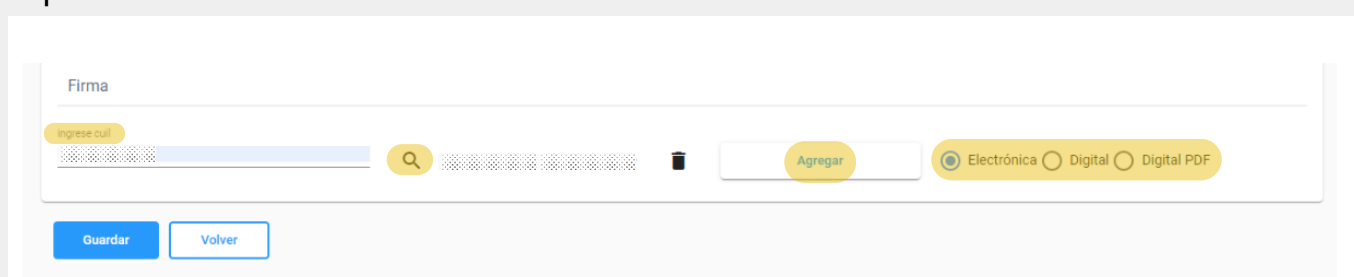 Firma
ingrese cuil
Agregar Electrónica Digital Digital PDF
Guardar Volver